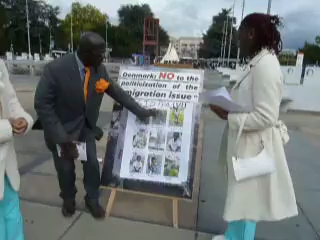 Denmark: NO to the
politicization of the
migration issue